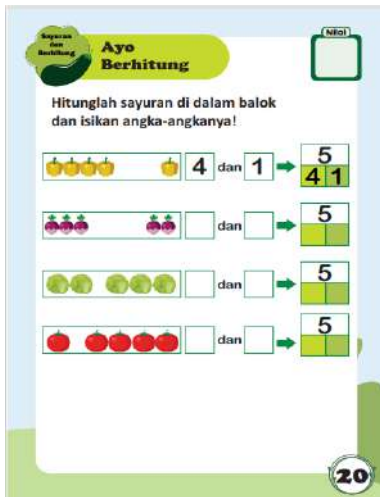 Sayuran
dan
Berhitung
Ayo
Berhitung
Nilai
Hitunglah sayuran di dalam balok
dan isikan angka-angkanya!
4 dan 1 5
4 1
dan 5
dan 5
dan 5
20